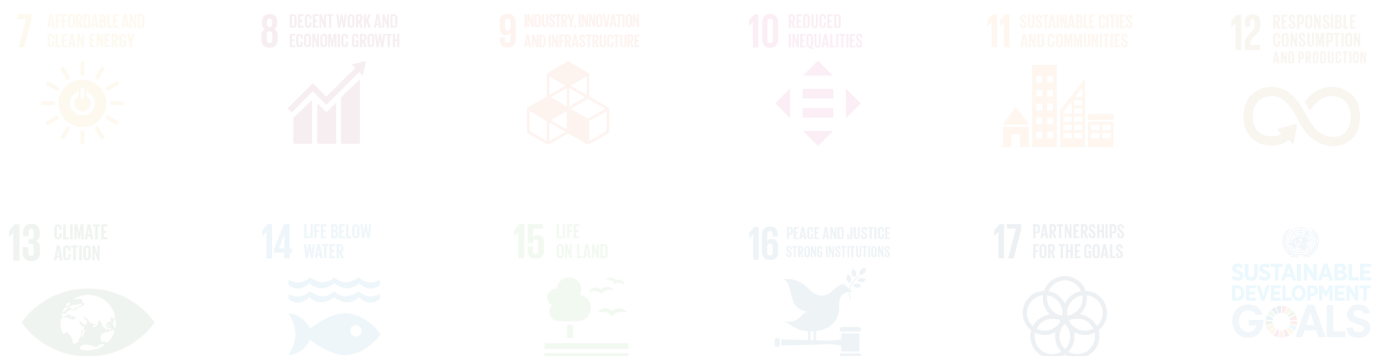 7 AFFORDABLE AND
CLEAN ENERGY
8 DECENT WORK AND
ECONOMIC GROWTH
9 INDUSTRY, INNOVATION
AND INFRASTRUCTURE
10 REDUCED
INEQUALITIES
11 SUSTAINABLE CITIES
AND COMMUNITIES
12 RESPONSIBLE
CONSUMPTION
AND PRODUCTION
13 CLIMATE
ACTION
14 LIFE BELOW
WATER
15 LIFE
ON LAND
16 PEACE AND JUSTICE
STRONG INSTITUTIONS
17 PARTNERSHIPS
FOR THE GOALS
SUSTAINABLE
DEVELOPMENT
GOALS